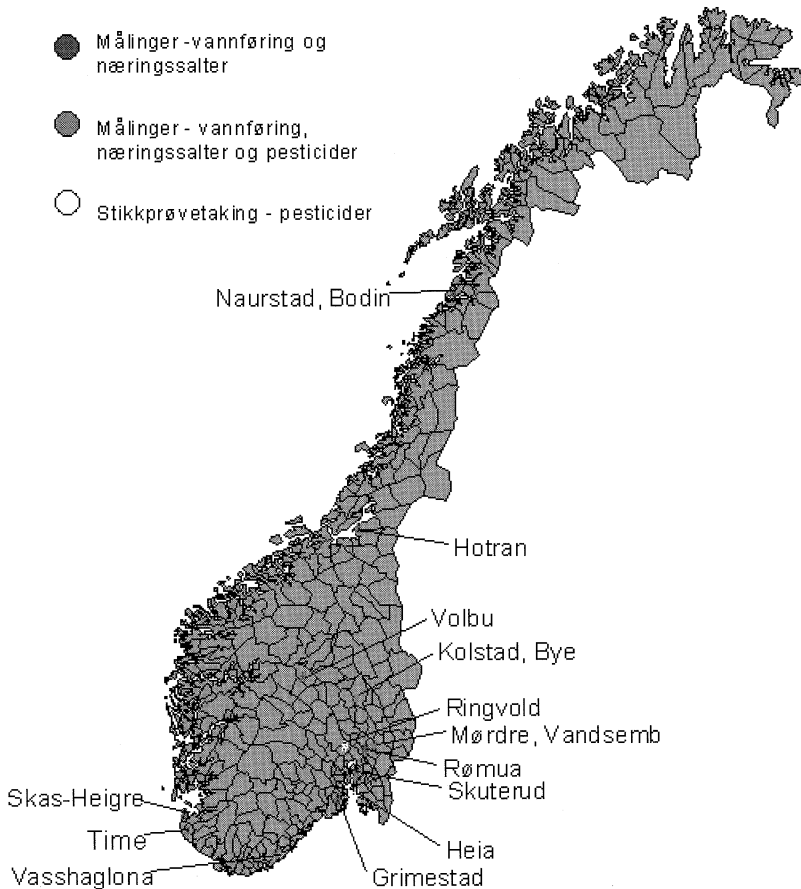 Målinger -vannføring og
næringssalter
Målinger - vannføring,
næringssalter og pesticider
Stikkprøvetaking - pesticider
Naurstad, Bodin
Hotran
Volbu
Kolstad, Bye
Ringvold
Mørdre, Vandsemb
Rømua
Skuterud
Skas-Heigre
Time
Heia
Vasshaglona
Grimestad